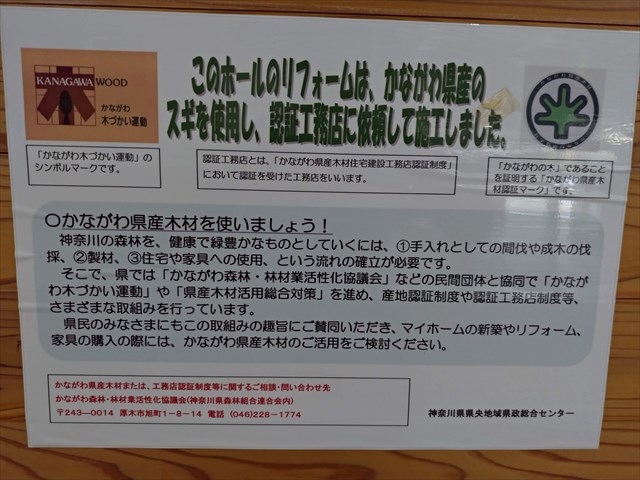 KANAGAWA WOOD
かながわ
木づかい運動
このホールのリフォームは、かながわ県産の
スギを使用し、認証工務店に依頼して施工しました。
「かながわ木づかい運動」の
シンボルマークです。
認証工務店とは、「かながわ県産木材住宅建設工務店認証制度」
において認証を受けた工務店をいいます。
「かながわの木」であること
を証明する「かながわ県産木
材認証マーク」です。
〇かながわ県産木材を使いましょう！
神奈川の森林を、健康で緑豊かなものとしていくには、①手入れとしての間伐や成木の伐
採、②製材、③住宅や家具への使用、という流れの確立が必要です。
そこで、県では「かながわ森林・林材業活性化協議会」などの民間団体と協同で「かなが
わ木づかい運動」や「県産木材活用総合対策」を進め、産地認証制度や認証工務店制度等、
さまざまな取組みを行っています。
県民のみなさまにもこの取組みの趣旨にご賛同いただき、マイホームの新築やリフォーム、
家具の購入の際には、かながわ県産木材のご活用をご検討ください。
かながわ県産木材または、工務店認証制度等に関するご相談・問い合わせ先
かながわ森林・林材業活性化協議会(神奈川県森林組合連合会内)
〒243―0014 厚木市旭町1－8－14 電話 (046)228－1774
神奈川県県央地域県政総合センター